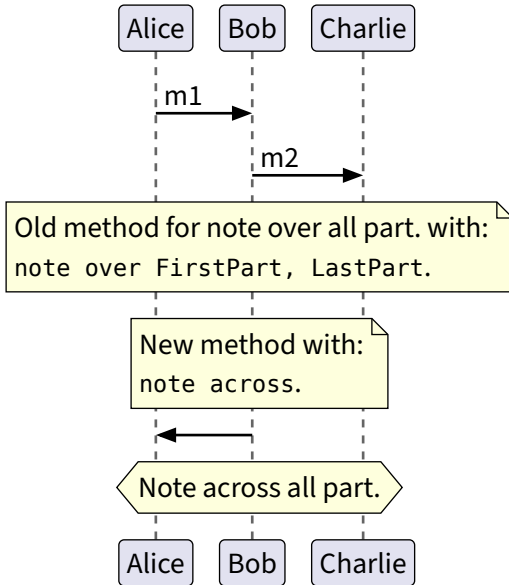 Alice Bob Charlie
m1
m2
Old method for note over all part. with:
note over FirstPart, LastPart.
New method with:
note across.
Note across all part.
Alice Bob Charlie